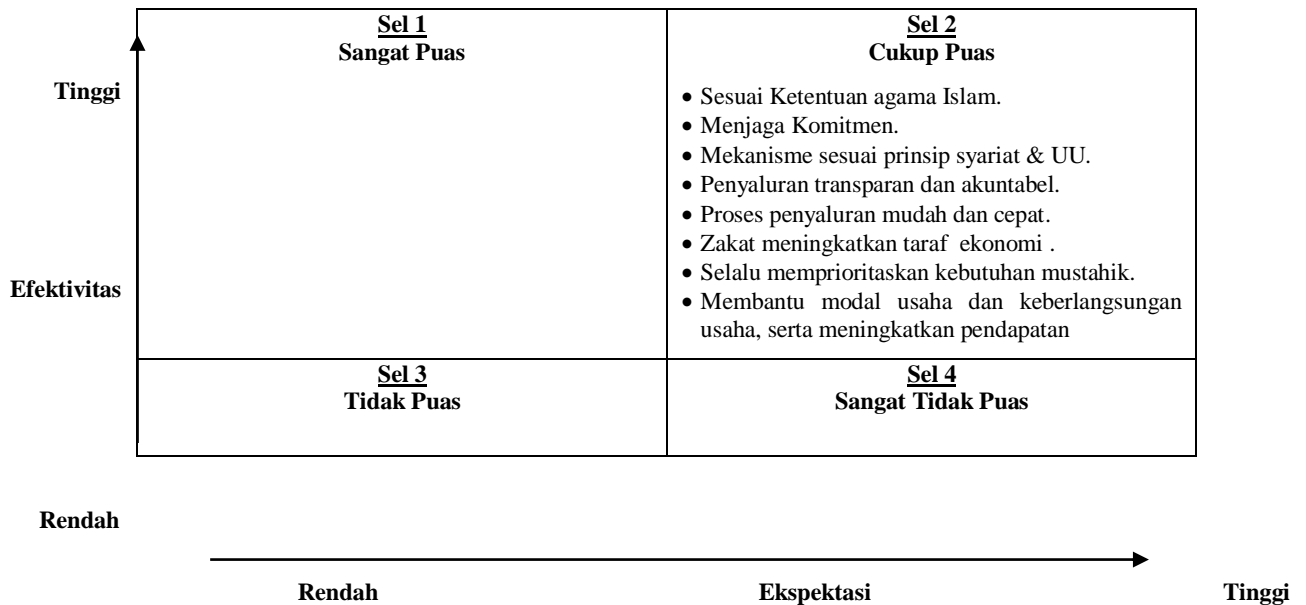 Sel 1
Sangat Puas
Sel 2
Cukup Puas
Tinggi
• Sesuai Ketentuan agama Islam.
• Menjaga Komitmen.
• Mekanisme sesuai prinsip syariat & UU.
• Penyaluran transparan dan akuntabel.
• Proses penyaluran mudah dan cepat.
• Zakat meningkatkan taraf ekonomi .
Efektivitas
• Selalu memprioritaskan kebutuhan mustahik.
• Membantu modal usaha dan keberlangsungan
usaha, serta meningkatkan pendapatan
Sel 3
Tidak Puas
Sel 4
Sangat Tidak Puas
Rendah
Rendah
Ekspektasi
Tinggi